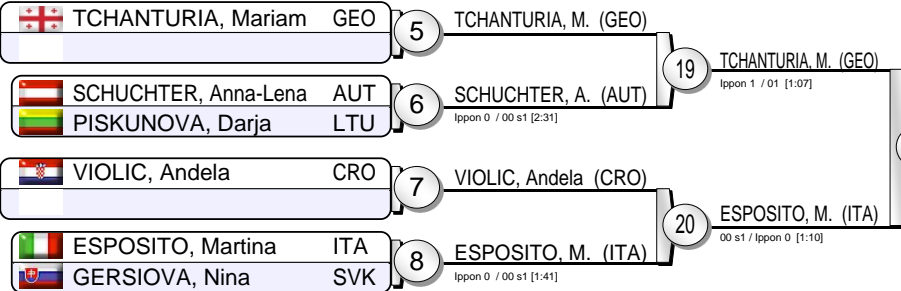 TCHANTURIA, Mariam GEO
5
TCHANTURIA, M. (GEO)
19
TCHANTURIA, M. (GEO)
Ippon 1 / 01 [1:07]
SCHUCHTER, Anna-Lena AUT
PISKUNOVA, Darja LTU
6
SCHUCHTER, A. (AUT)
Ippon 0 / 00 s1 [2:31]
VIOLIC, Andela CRO
7
VIOLIC, Andela (CRO)
20
ESPOSITO, M. (ITA)
00 s1 / Ippon 0 [1:10]
ESPOSITO, Martina ITA
GERSIOVA, Nina SVK
8
ESPOSITO, M. (ITA)
Ippon 0 / 00 s1 [1:41]